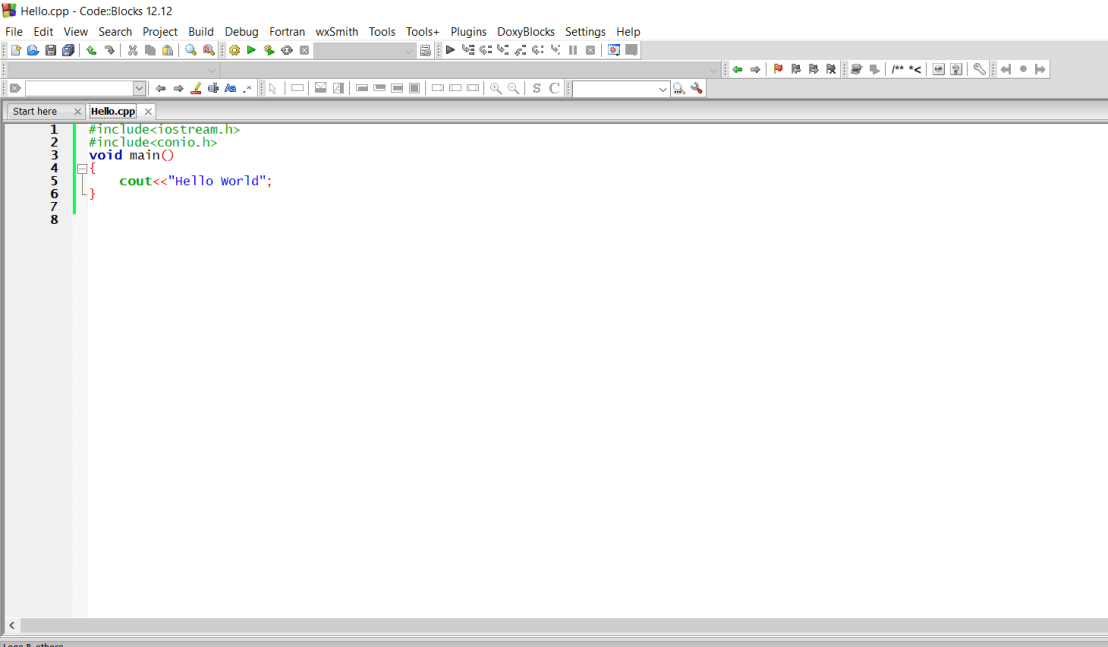 Hello.cpp - Code::Blocks 12.12
File Edit View Search Project Build Debug Fortran wxSmith Tools Tools+ Plugins DoxyBlocks Settings Help
/** *<
S C
Start here Hello.cpp
1 #include<iostream.h>
2 #include<conio.h>
3 void main()
4 {
5 cout<<"Hello World";
6 }
7
8
Logs & others